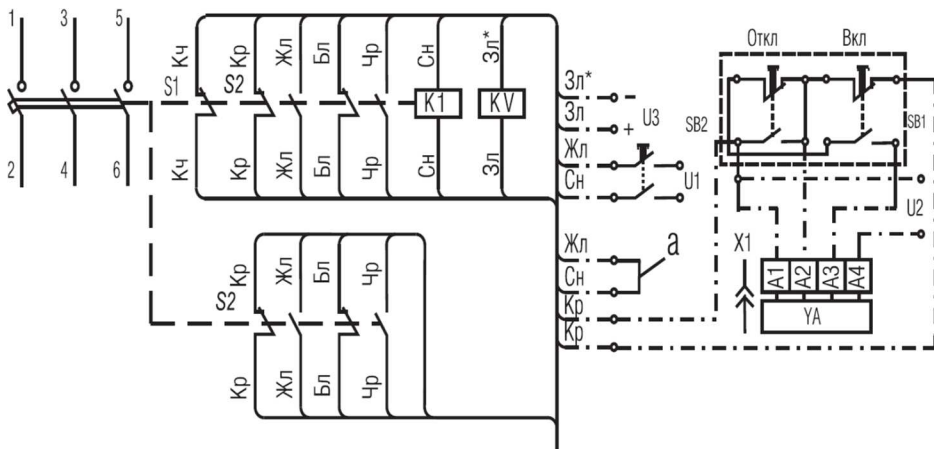 1 3 5
Кч Кр Жл Бл Чр Сн Зл*
Откл Вкл
S1 S2 К1 KV
Зл* –
Зл + U3
SB2 SB1
2 4 6
Кч Кр Жл Бл Чр Сн Зл
Жл
Сн U1
U2
Кр Жл Бл Чр
Жл а
Сн
X1 A1 A2 A3 A4
S2
Кр
YA
Кр
Кр Жл Бл Чр